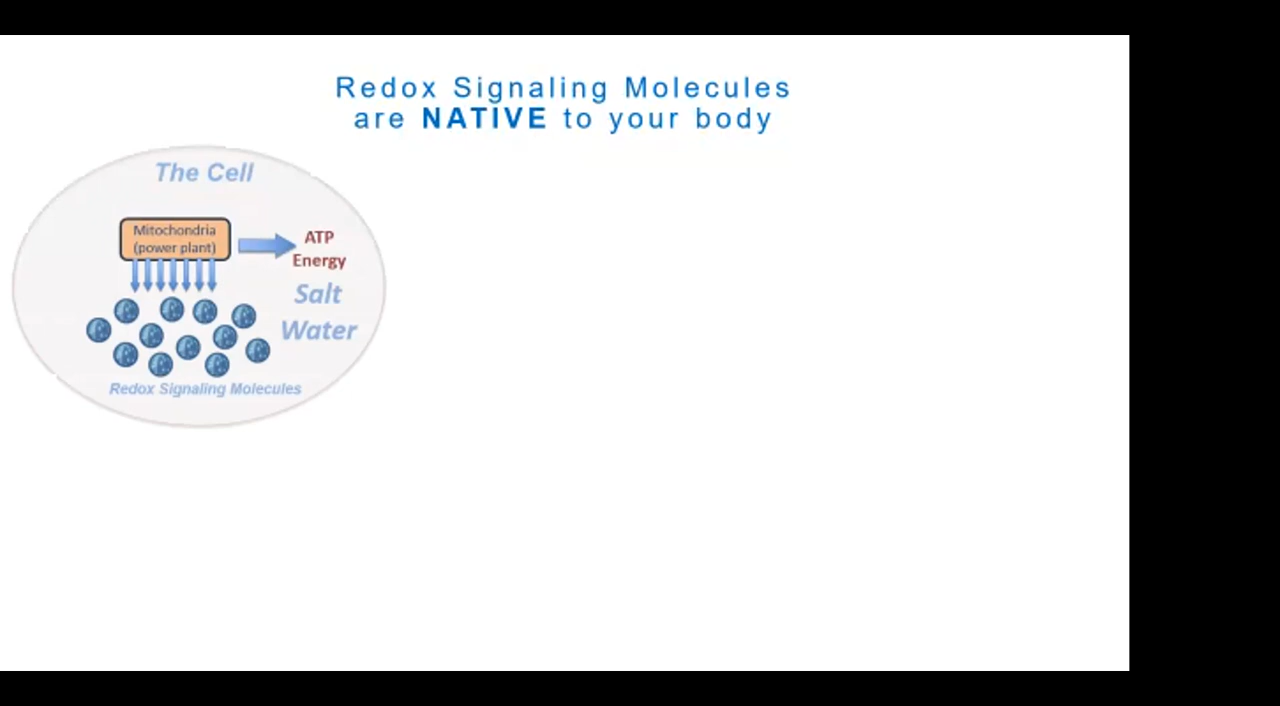 Redox Signaling Molecules
are NATIVE to your body
The Cell
Mitochondria
(power plant)
ATP
Energy
Salt
Water
Redox Signaling Molecules